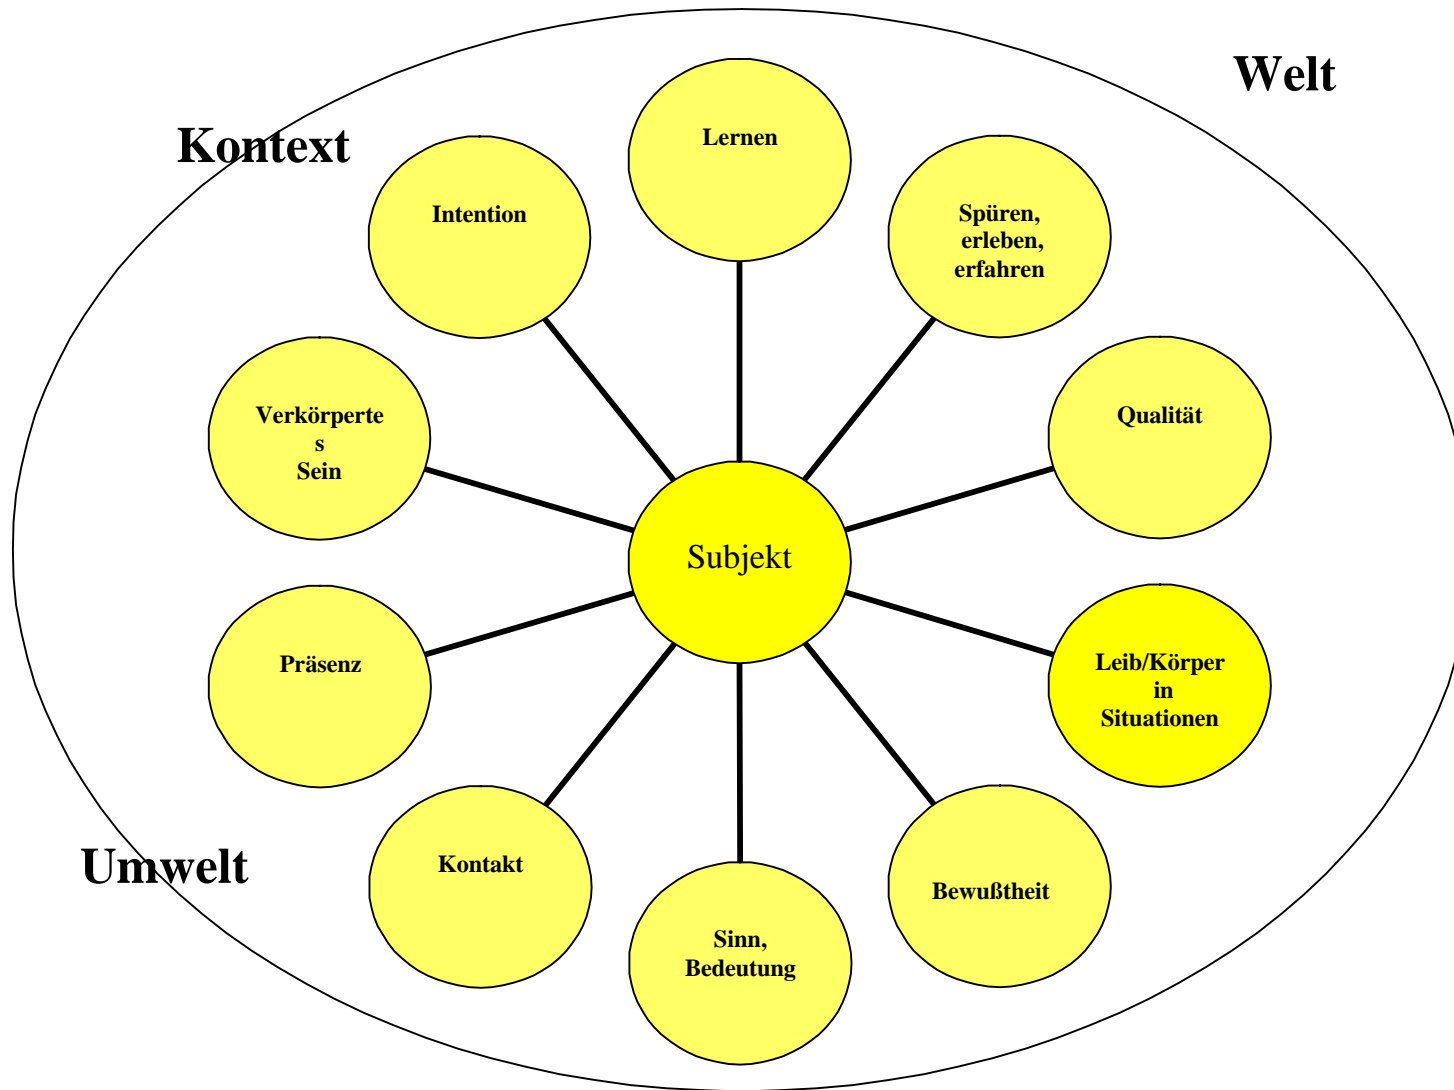 Welt
Kontext
Lernen
Intention
Spüren,
erleben,
erfahren
Verkörperte
s
Sein
Qualität
Subjekt
Präsenz
Leib/Körper
in
Situationen
Umwelt
Kontakt
Bewußtheit
Sinn,
Bedeutung